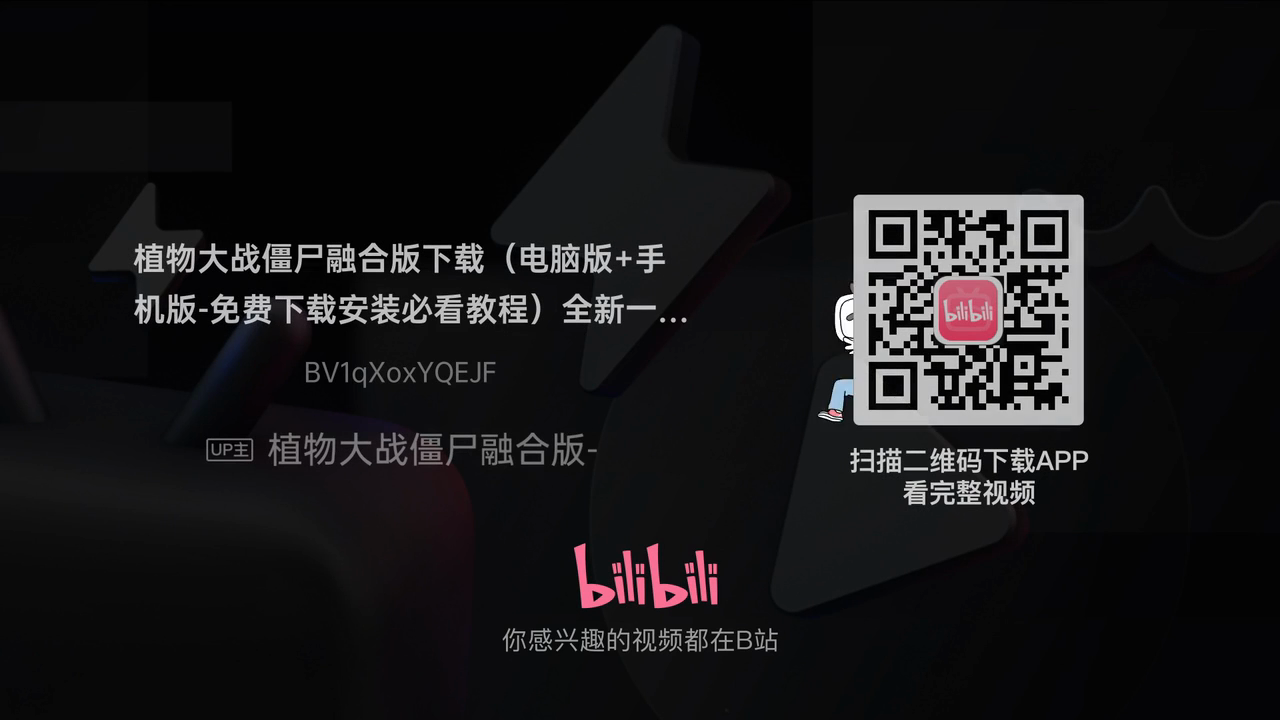 植物大战僵尸融合版下载（电脑版+手
机版-免费下载安装必看教程）全新一...
BV1qXoxYQEJF
UP主 植物大战僵尸融合版-
bilibili
扫描二维码下载APP
看完整视频
bilibili
你感兴趣的视频都在B站